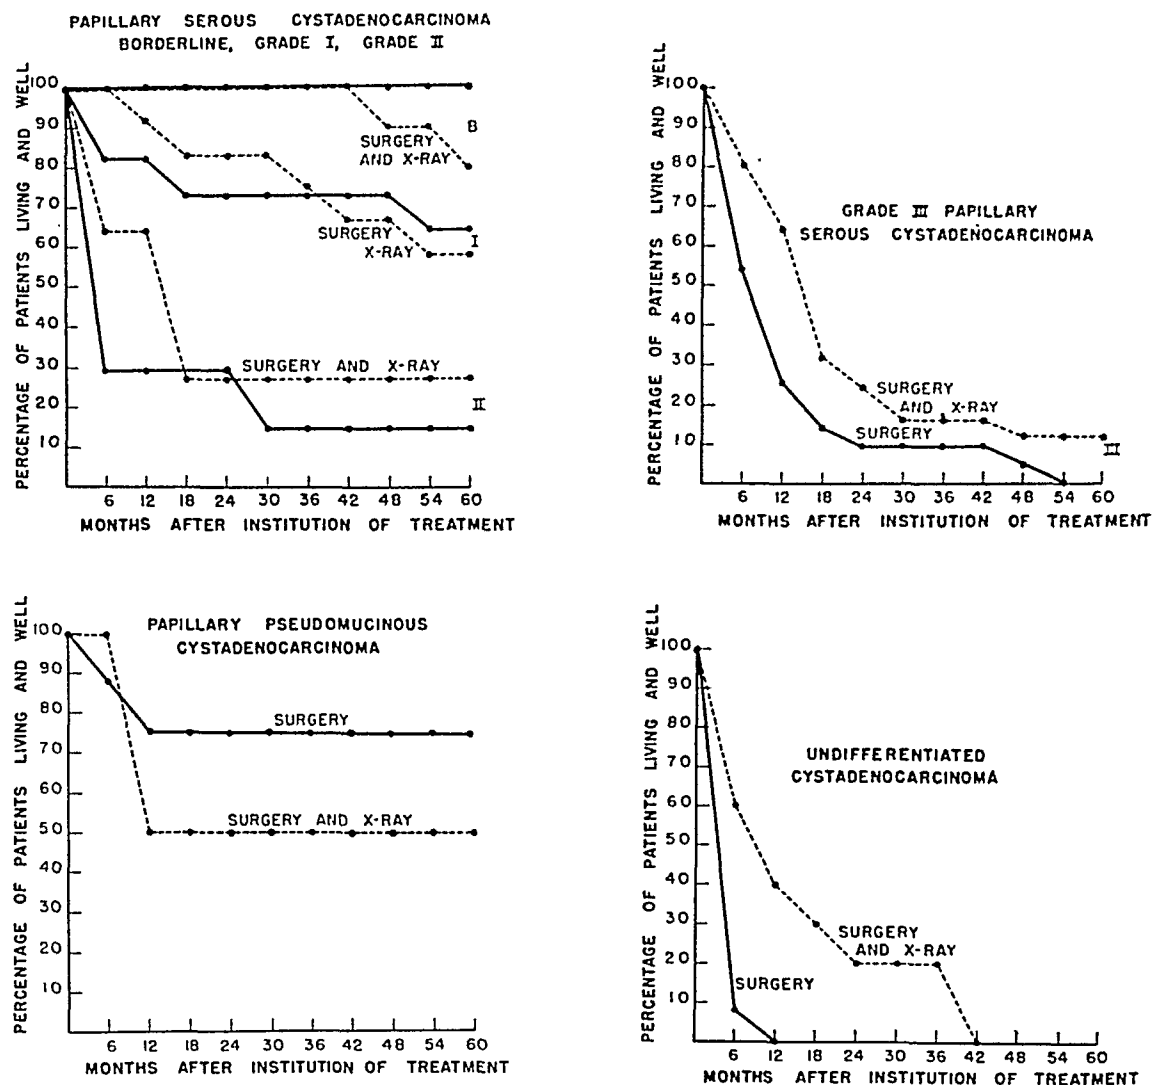 PAPILLARY SEROUS CYSTADENOCARCINOMA
BORDERLINE, GRADE I, GRADE II
PERCENTAGE OF PATIENTS LIVING AND WELL
100
90
80
70
60
50
40
30
20
10
B
SURGERY
AND X-RAY
I
SURGERY
X-RAY
SURGERY AND X-RAY
II
6 12 18 24 30 36 42 48 54 60
MONTHS AFTER INSTITUTION OF TREATMENT
PERCENTAGE OF PATIENTS LIVING AND WELL
100
90
80
70
60
50
40
30
20
10
GRADE III PAPILLARY
SEROUS CYSTADENOCARCINOMA
SURGERY
AND X-RAY
SURGERY
III
6 12 18 24 30 36 42 48 54 60
MONTHS AFTER INSTITUTION OF TREATMENT
PERCENTAGE OF PATIENTS LIVING AND WELL
100
90
80
70
60
50
40
30
20
10
PAPILLARY PSEUDOMUCINOUS
CYSTADENOCARCINOMA
SURGERY
SURGERY AND X-RAY
6 12 18 24 30 36 42 48 54 60
MONTHS AFTER INSTITUTION OF TREATMENT
PERCENTAGE OF PATIENTS LIVING AND WELL
100
90
80
70
60
50
40
30
20
10
UNDIFFERENTIATED
CYSTADENOCARCINOMA
SURGERY
AND X-RAY
SURGERY
6 12 18 24 30 36 42 48 54 60
MONTHS AFTER INSTITUTION OF TREATMENT